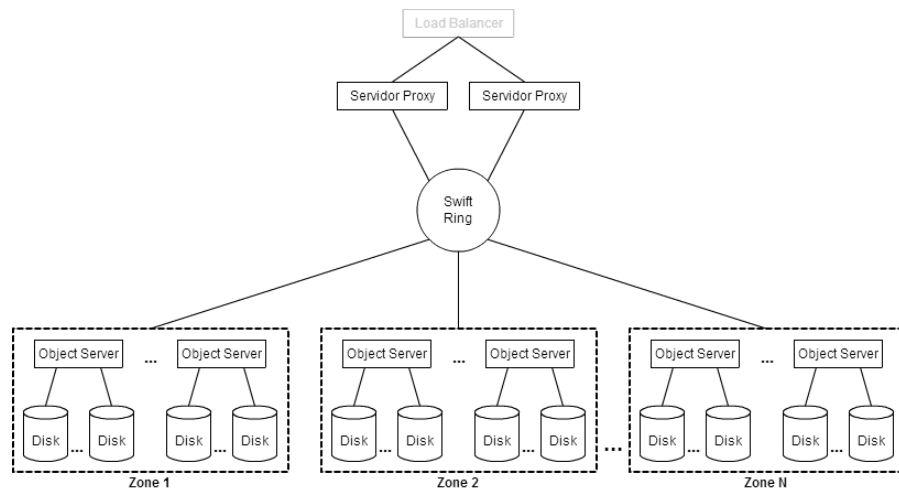 Load Balancer
Servidor Proxy Servidor Proxy
Swift
Ring
Object Server ... Object Server Object Server ... Object Server Object Server ... Object Server
Disk ... Disk Disk ... Disk Disk ... Disk Disk ... Disk ... Disk ... Disk Disk ... Disk
Zone 1 Zone 2 Zone N